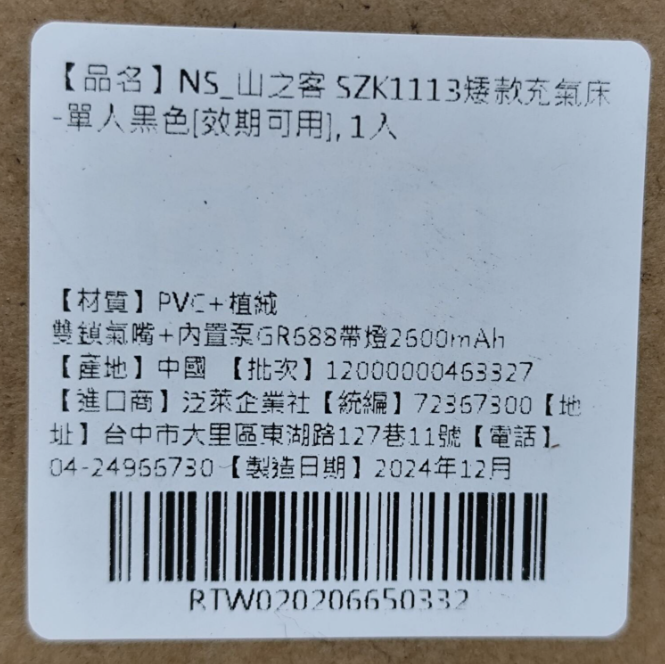 【品名】NS_山之客 SZK1113矮款充氣床
-單人黑色[效期可用], 1入
【材質】PVC+植絨
雙鎖氣嘴+內置泵GR688帶燈2600mAh
【產地】中國 【批次】12000000463327
【進口商】泛萊企業社【統編】72367300【地
址】台中市大里區東湖路127巷11號【電話】
04-24966730【製造日期】2024年12月
RTW020206650332